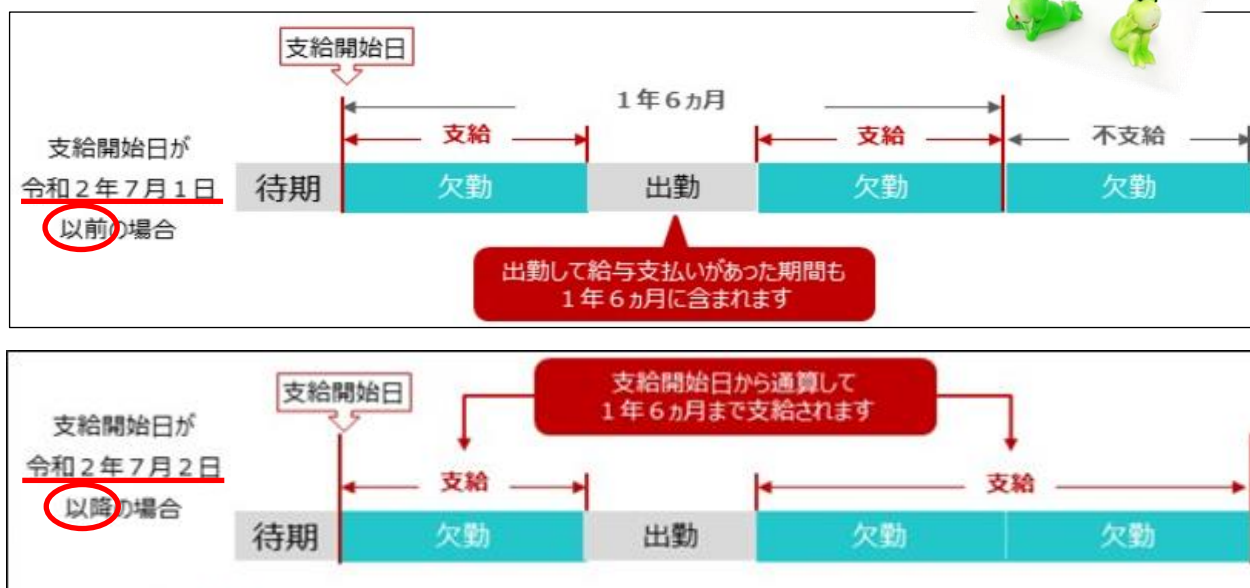 支給開始日
１年６ヵ月
支給
支給
不支給
支給開始日が
令和２年７月１日
以前の場合
待期
欠勤
出勤
欠勤
欠勤
出勤して給与支払いがあった期間も
１年６ヵ月に含まれます
支給開始日
支給開始日から通算して
１年６ヵ月まで支給されます
支給開始日が
令和２年７月２日
以降の場合
支給
支給
待期
欠勤
出勤
欠勤
欠勤